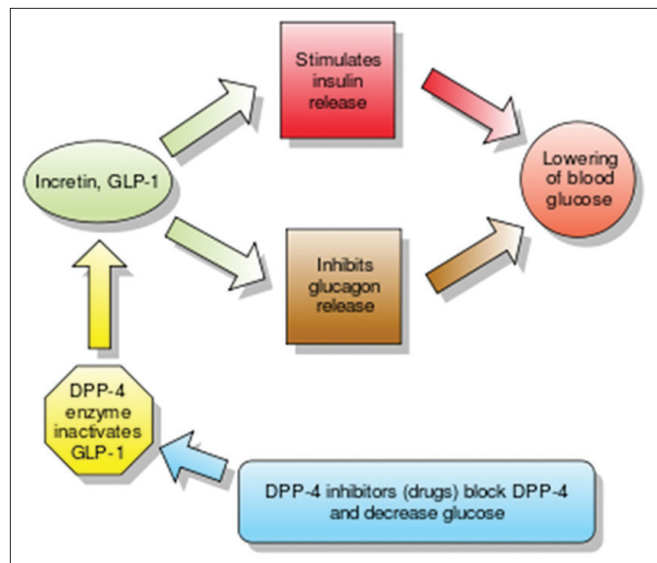 Stimulates
insulin
release
Incretin, GLP-1
Lowering
of blood
glucose
Inhibits
glucagon
release
DPP-4
enzyme
inactivates
GLP-1
DPP-4 inhibitors (drugs) block DPP-4
and decrease glucose